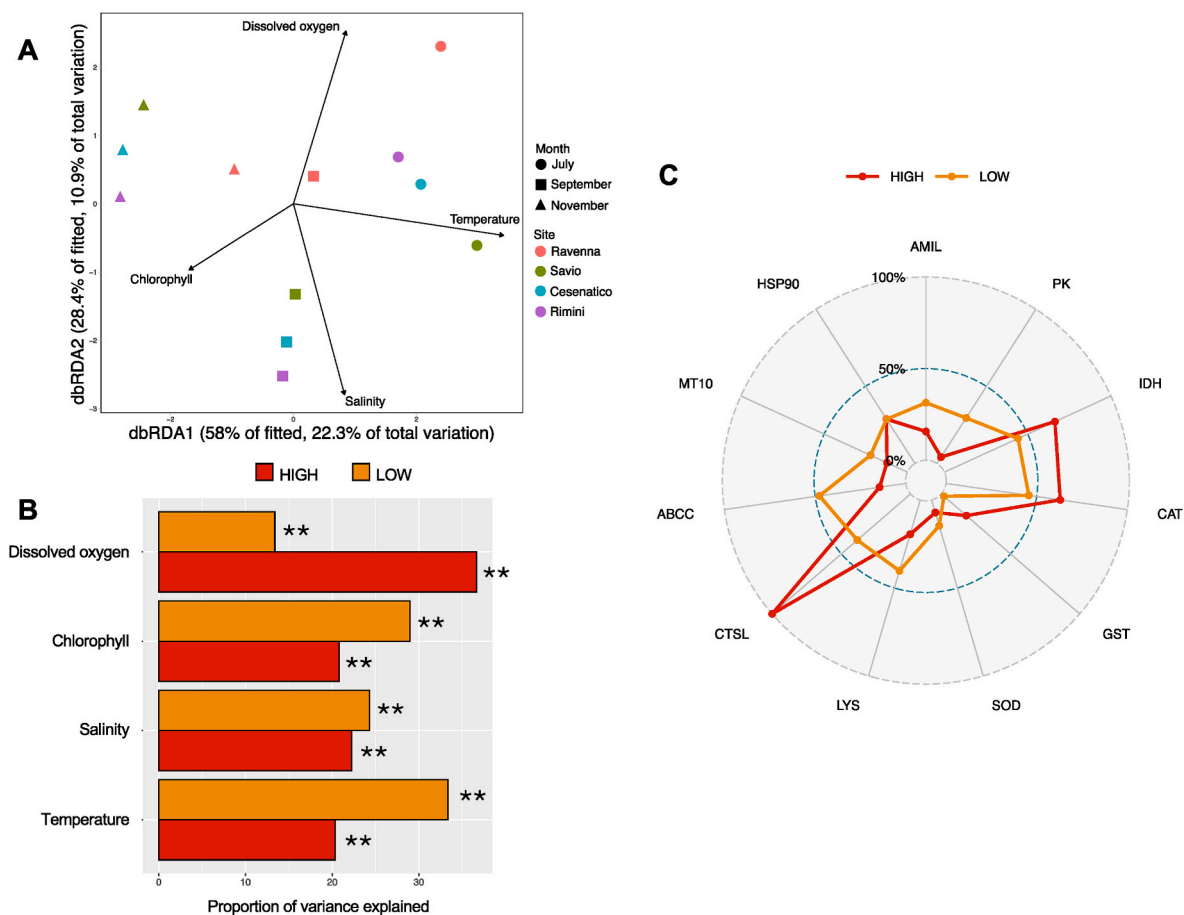 A
dbRDA2 (28.4% of fitted, 10.9% of total variation)
2
1
0
−1
−2
−3
Dissolved oxygen
Temperature
Chlorophyll
Salinity
−2
0
2
dbRDA1 (58% of fitted, 22.3% of total variation)
Month
July
September
November
Site
Ravenna
Savio
Cesenatico
Rimini
B
HIGH
LOW
Dissolved oxygen
**
**
Chlorophyll
**
**
Salinity
**
**
Temperature
**
**
0
10
20
30
Proportion of variance explained
C
HIGH
LOW
AMIL
100%
HSP90
PK
50%
MT10
IDH
0%
ABCC
CAT
CTSL
GST
LYS
SOD